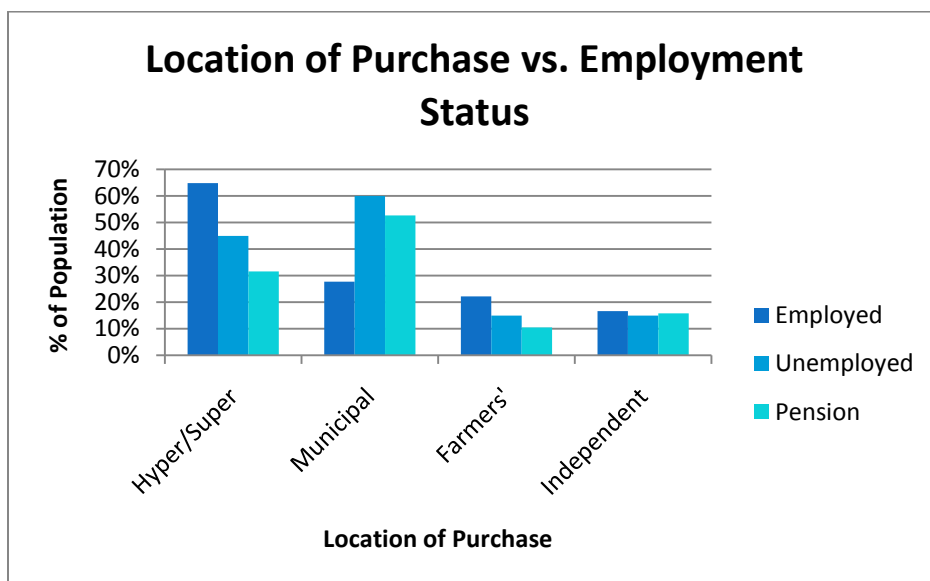 Location of Purchase vs. Employment
Status
% of Population
70%
60%
50%
40%
30%
20%
10%
0%
Hyper/Super
Municipal
Farmers'
Independent
Location of Purchase
Employed
Unemployed
Pension